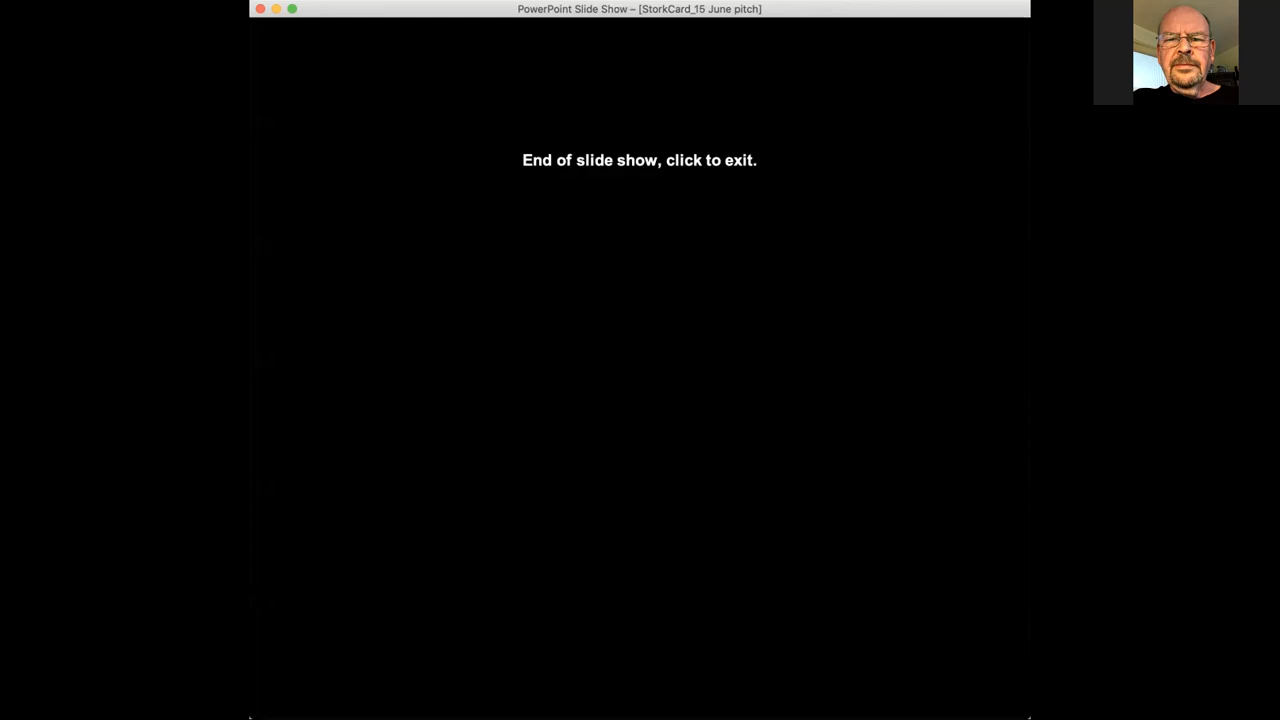 PowerPoint Slide Show – [StorkCard_15 June pitch]
End of slide show, click to exit.